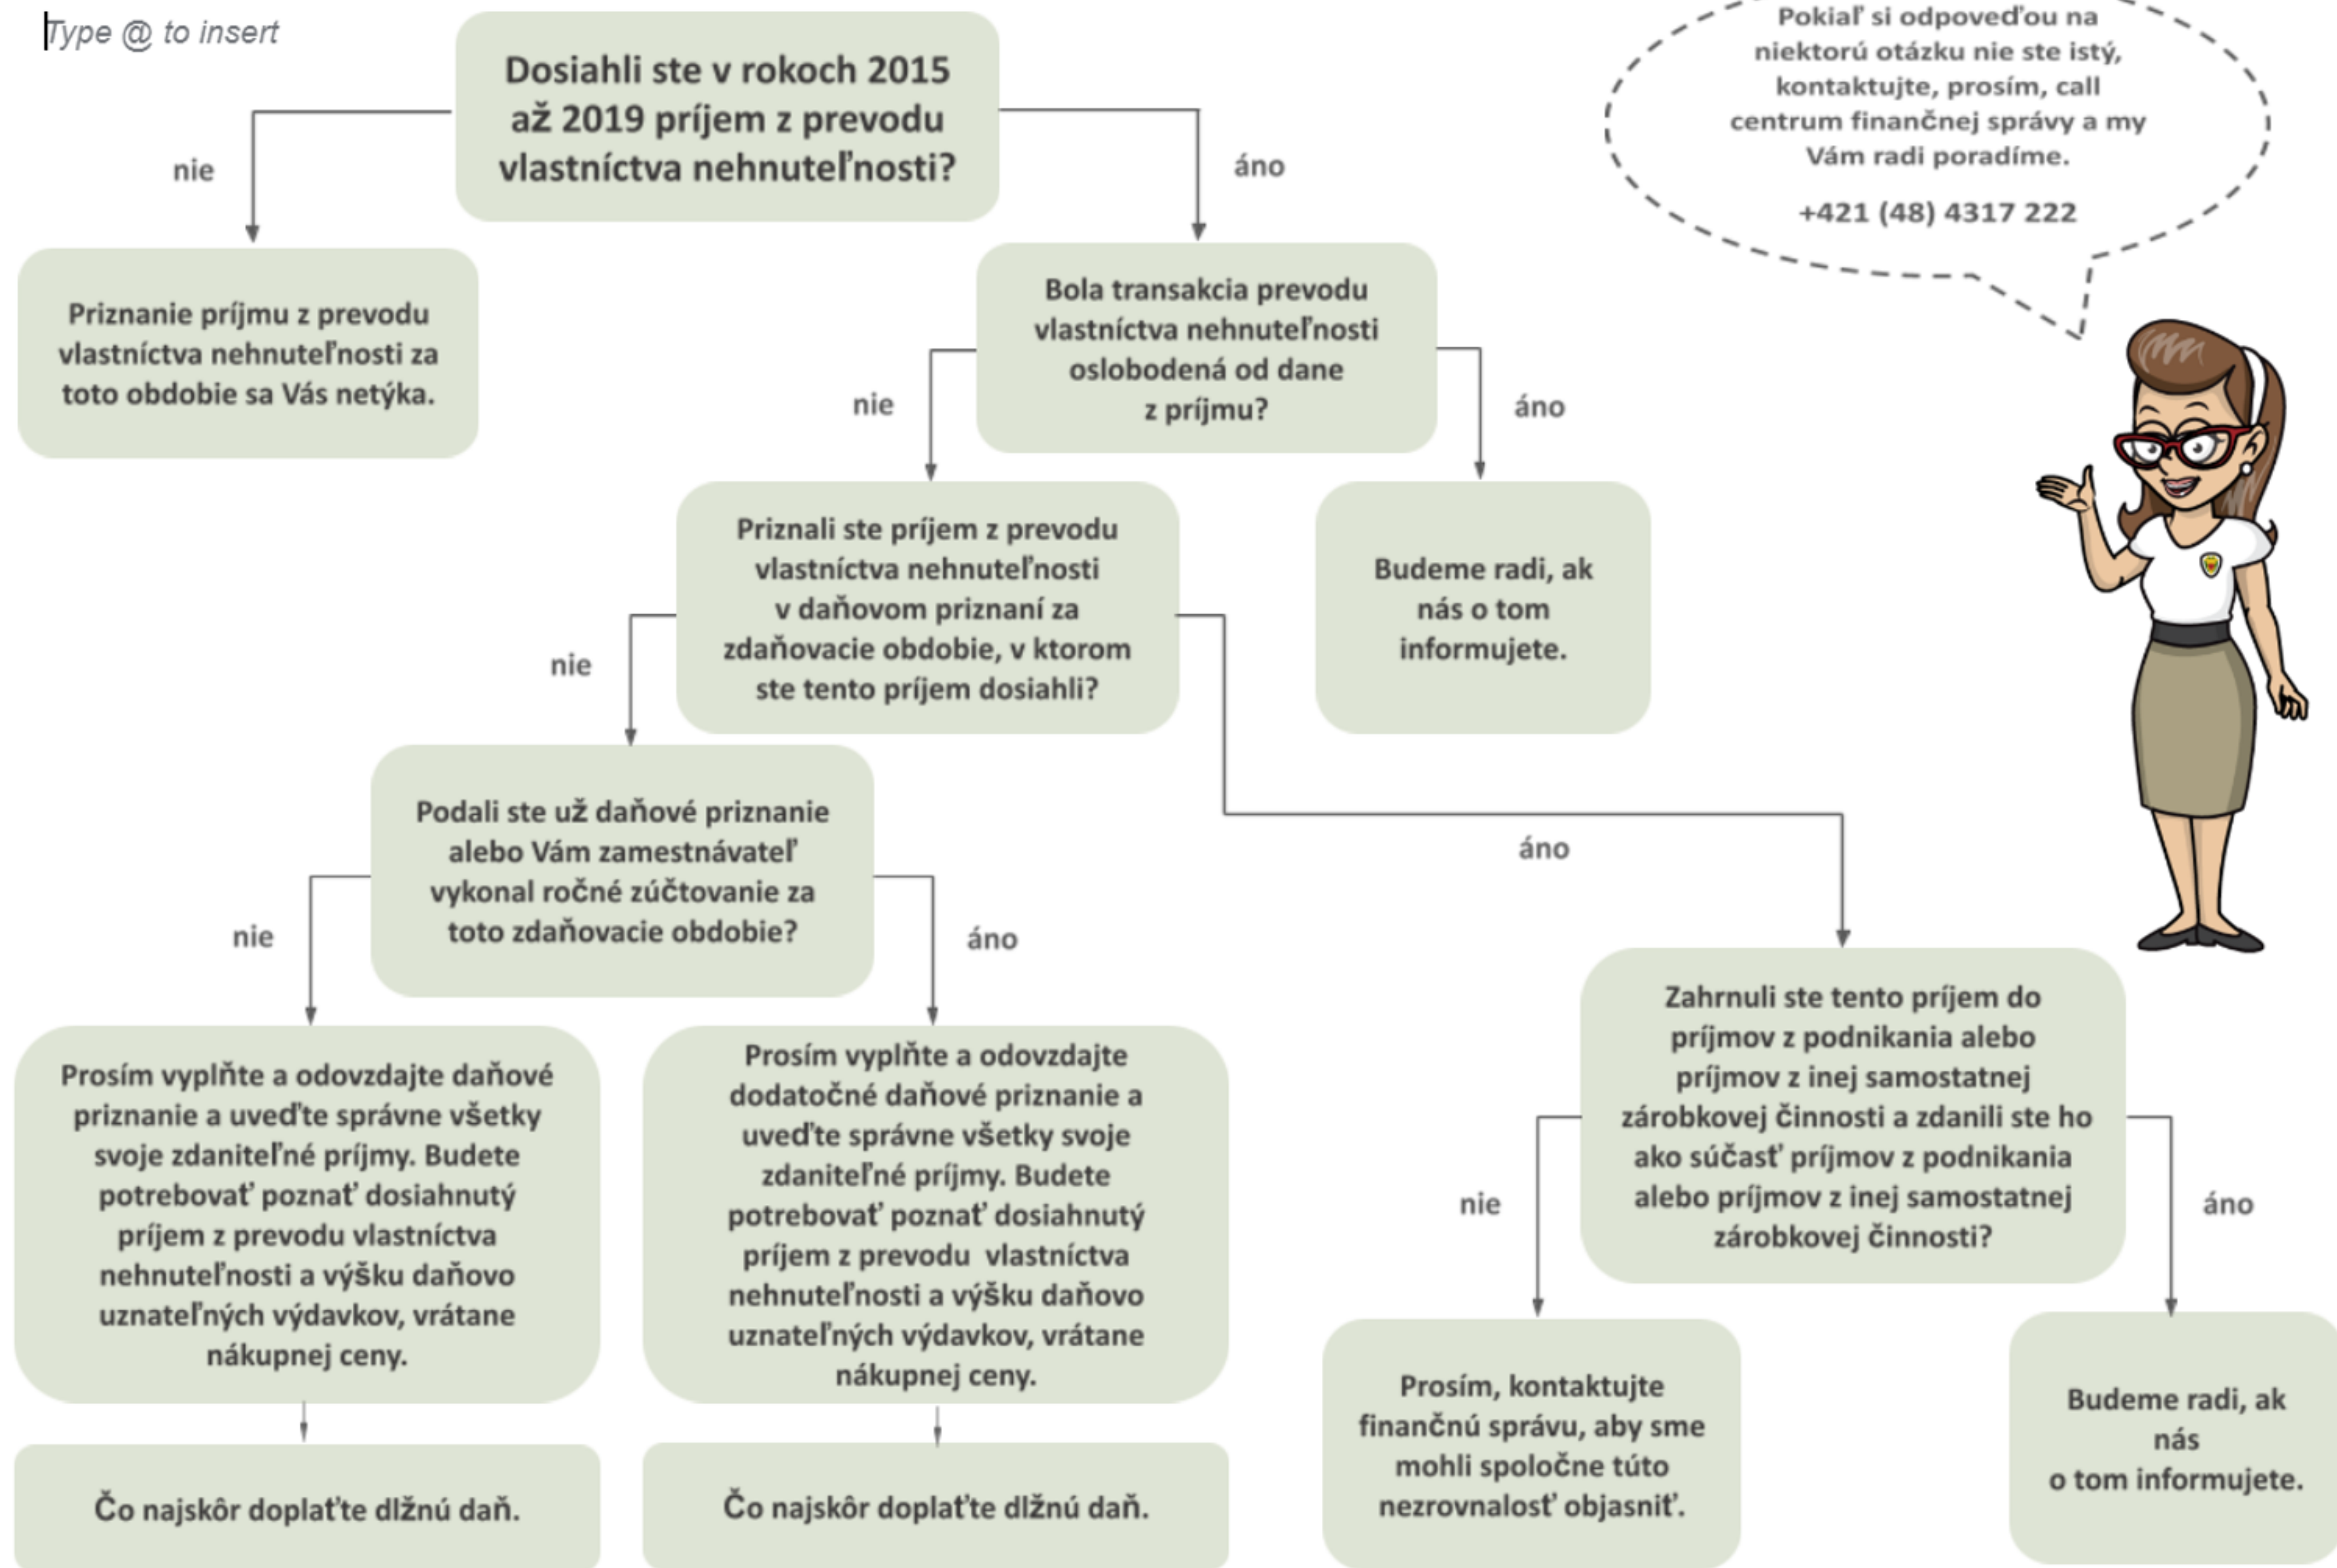 Type @ to insert
Dosiahli ste v rokoch 2015
až 2019 príjem z prevodu
vlastníctva nehnuteľnosti?
Pokiaľ si odpoveďou na
niektorú otázku nie ste istý,
kontaktujte, prosím, call
centrum finančnej správy a my
Vám radi poradíme.
+421 (48) 4317 222
nie
áno
Priznanie príjmu z prevodu
vlastníctva nehnuteľnosti za
toto obdobie sa Vás netýka.
Bola transakcia prevodu
vlastníctva nehnuteľnosti
oslobodená od dane
z príjmu?
nie
áno
Priznali ste príjem z prevodu
vlastníctva nehnuteľnosti
v daňovom priznaní za
zdaňovacie obdobie, v ktorom
ste tento príjem dosiahli?
Budeme radi, ak
nás o tom
informujete.
nie
áno
Podali ste už daňové priznanie
alebo Vám zamestnávateľ
vykonal ročné zúčtovanie za
toto zdaňovacie obdobie?
nie
áno
Zahrnuli ste tento príjem do
príjmov z podnikania alebo
príjmov z inej samostatnej
zárobkovej činnosti a zdanili ste ho
ako súčasť príjmov z podnikania
alebo príjmov z inej samostatnej
zárobkovej činnosti?
nie
áno
Prosím vyplňte a odovzdajte daňové
priznanie a uveďte správne všetky
svoje zdaniteľné príjmy. Budete
potrebovať poznať dosiahnutý
príjem z prevodu vlastníctva
nehnuteľnosti a výšku daňovo
uznateľných výdavkov, vrátane
nákupnej ceny.
Prosím vyplňte a odovzdajte
dodatočné daňové priznanie a
uveďte správne všetky svoje
zdaniteľné príjmy. Budete
potrebovať poznať dosiahnutý
príjem z prevodu vlastníctva
nehnuteľnosti a výšku daňovo
uznateľných výdavkov, vrátane
nákupnej ceny.
Prosím, kontaktujte
finančnú správu, aby sme
mohli spoločne túto
nezrovnalosť objasniť.
Budeme radi, ak
nás
o tom informujete.
Čo najskôr doplaťte dlžnú daň.
Čo najskôr doplaťte dlžnú daň.